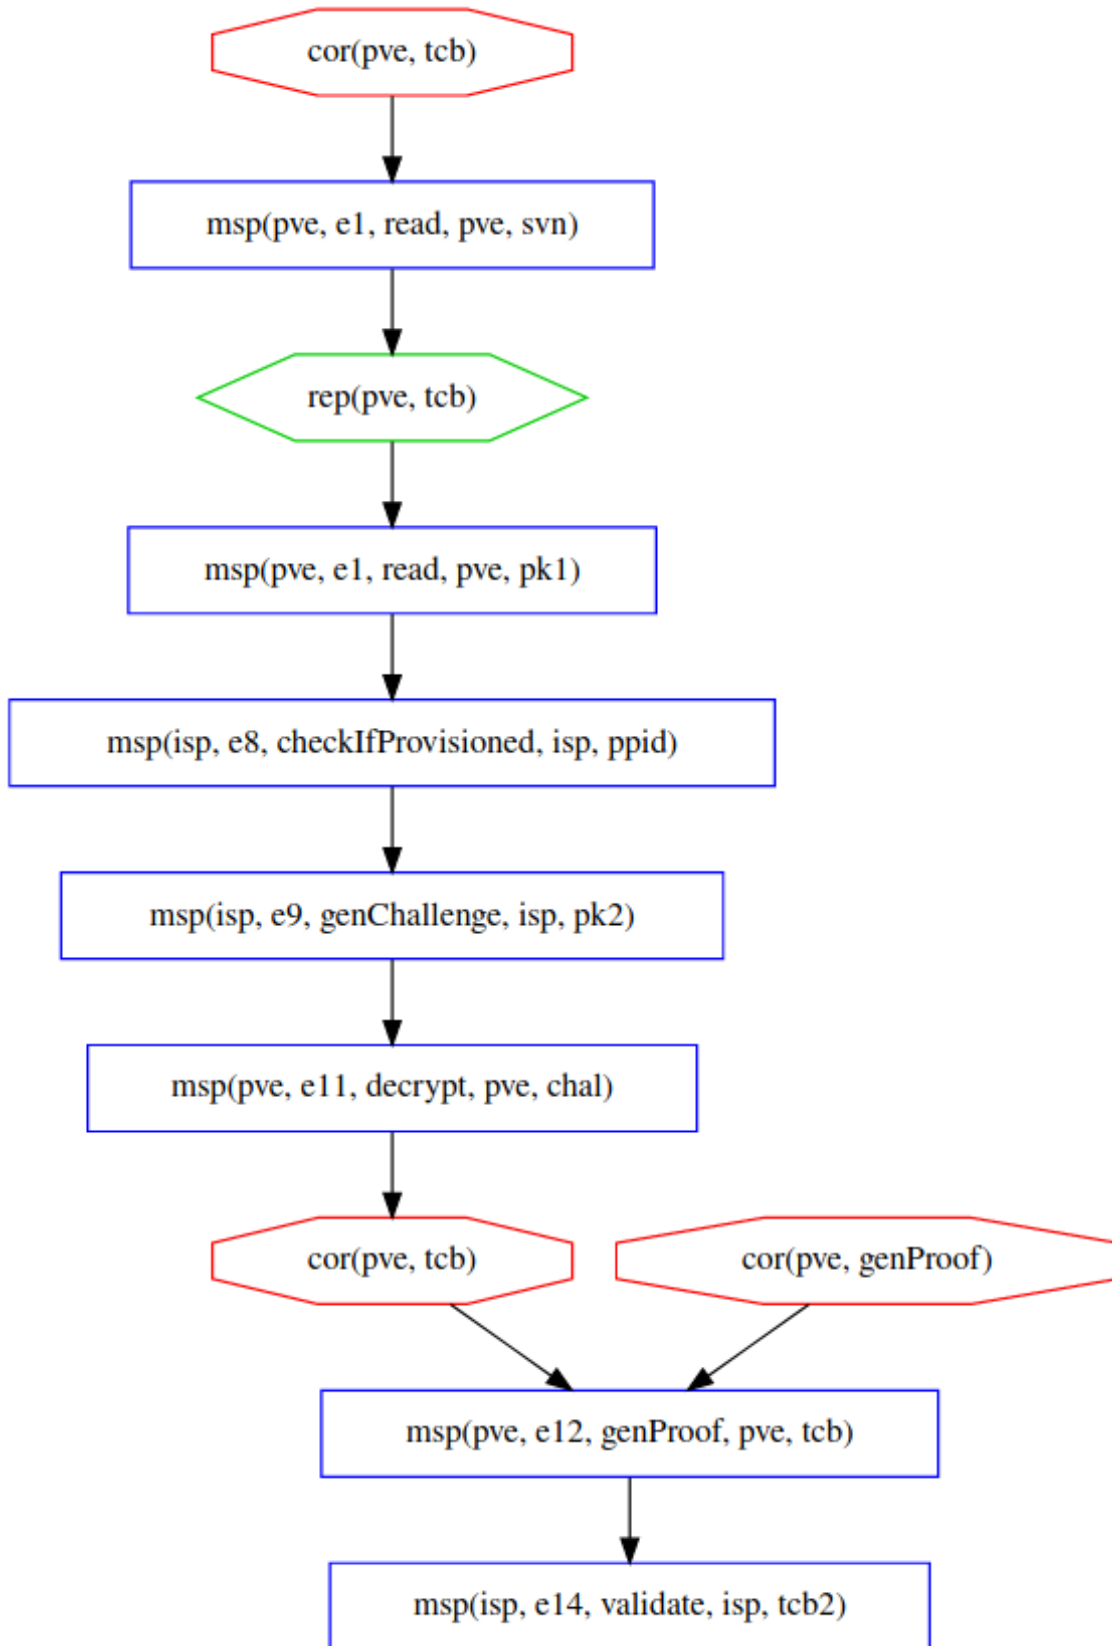 cor(pve, tcb)
msp(pve, e1, read, pve, svn)
rep(pve, tcb)
msp(pve, e1, read, pve, pk1)
msp(isp, e8, checkIfProvisioned, isp, ppid)
msp(isp, e9, genChallenge, isp, pk2)
msp(pve, e11, decrypt, pve, chal)
cor(pve, tcb)
cor(pve, genProof)
msp(pve, e12, genProof, pve, tcb)
msp(isp, e14, validate, isp, tcb2)